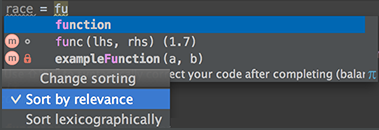 race = fu
function
m func(lhs, rhs) (1.7)
m exampleFunction(a, b)
Change sorting
ect your code after completing (balar π
✓ Sort by relevance
Sort lexicographically